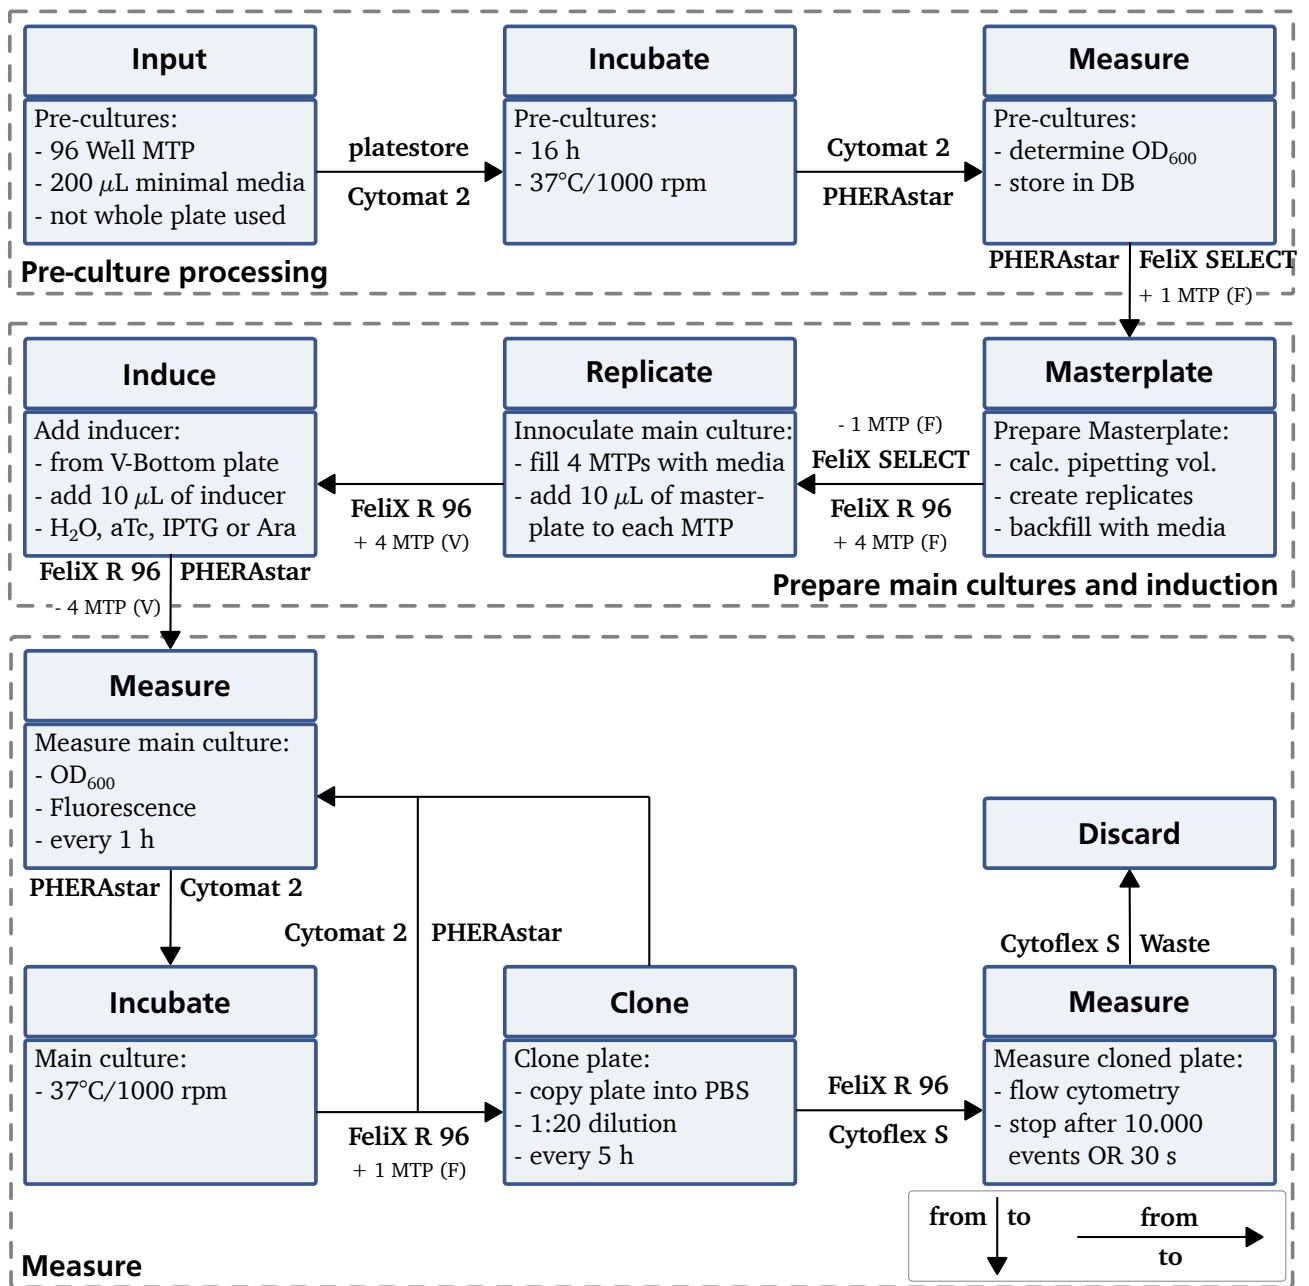 Input
Pre-cultures:
- 96 Well MTP
- 200 μL minimal media
- not whole plate used
platestore
Cytomat 2
Incubate
Pre-cultures:
- 16 h
- 37°C/1000 rpm
Cytomat 2
PHERAstar
Measure
Pre-cultures:
- determine OD₆₀₀
- store in DB
Pre-culture processing
PHERAstar
FeliX SELECT
+ 1 MTP (F)
Masterplate
Prepare Masterplate:
- calc. pipetting vol.
- create replicates
- backfill with media
- 1 MTP (F)
FeliX SELECT
FeliX R 96
+ 4 MTP (F)
Replicate
Innoculate main culture:
- fill 4 MTPs with media
- add 10 μL of master-
plate to each MTP
FeliX R 96
+ 4 MTP (V)
Induce
Add inducer:
- from V-Bottom plate
- add 10 μL of inducer
- H₂O, aTc, IPTG or Ara
Prepare main cultures and induction
FeliX R 96
PHERAstar
- 4 MTP (V)
Measure
Measure main culture:
- OD₆₀₀
- Fluorescence
- every 1 h
PHERAstar
Cytomat 2
Incubate
Main culture:
- 37°C/1000 rpm
Cytomat 2
PHERAstar
FeliX R 96
+ 1 MTP (F)
Clone
Clone plate:
- copy plate into PBS
- 1:20 dilution
- every 5 h
FeliX R 96
Cytoflex S
Measure
Measure cloned plate:
- flow cytometry
- stop after 10.000
events OR 30 s
Cytoflex S
Waste
Discard
Measure
from
to
from
to